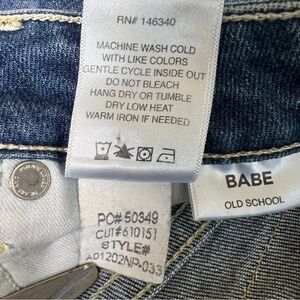 RN# 146340
MACHINE WASH COLD
WITH LIKE COLORS
GENTLE CYCLE INSIDE OUT
DO NOT BLEACH
HANG DRY OR TUMBLE
DRY LOW HEAT
WARM IRON IF NEEDED
PO# 50349
CUT#610151
STYLE#
A01202NP-033
BABE
OLD SCHOOL